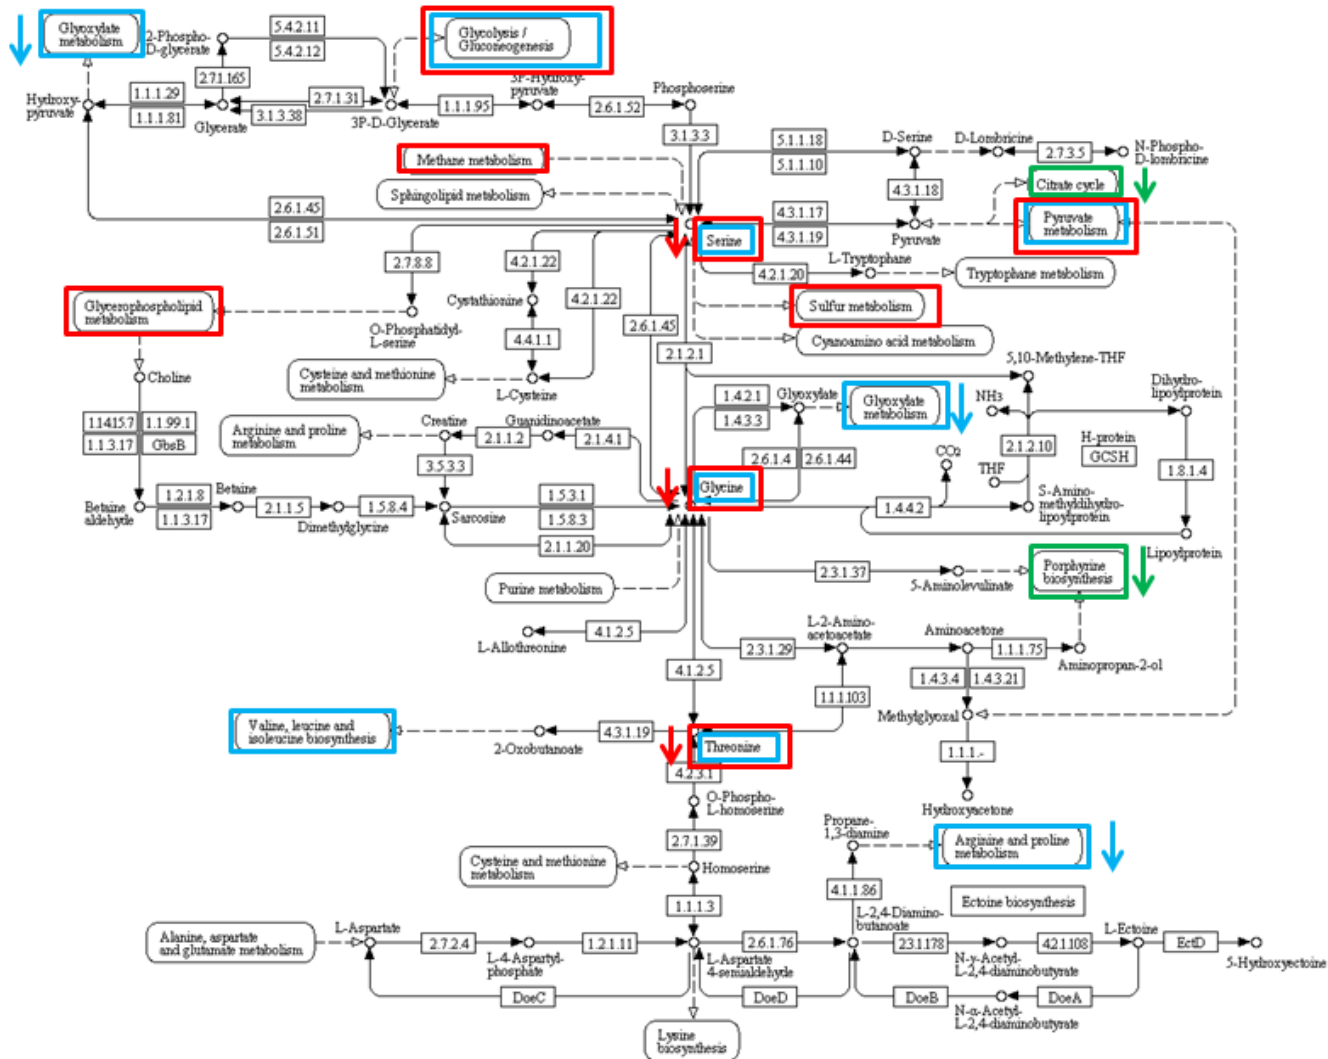 Glyoxylate
metabolism
2-Phospho-
D-glycerate
5.4.2.11
5.4.2.12
Glycolysis /
Gluconeogenesis
2.7.1.165
Hydroxy-
pyruvate
1.1.1.29
1.1.1.81
Glycerate
2.7.1.31
3.1.3.38
3P-D-Glycerate
1.1.1.95
3P-Hydroxy-
pyruvate
2.6.1.52
Phosphoserine
3.1.3.3
Methane metabolism
Sphingolipid metabolism
5.1.1.18
5.1.1.10
D-Serine
D-Lombricine
2.7.3.5
N-Phospho-
D-lombricine
4.3.1.18
Citrate cycle
2.6.1.45
2.6.1.51
Serine
4.3.1.17
4.3.1.19
Pyruvate
Pyruvate
metabolism
2.7.8.8
4.2.1.22
4.2.1.22
4.2.1.20
L-Tryptophane
Tryptophane metabolism
Glycerophospholipid
metabolism
O-Phosphatidyl-
L-serine
Cystathionine
4.4.1.1
2.6.1.45
2.1.2.1
Sulfur metabolism
Cyanoamino acid metabolism
Cysteine and methionine
metabolism
L-Cysteine
5,10-Methylene-THF
Choline
1.14.15.7
1.1.99.1
1.1.3.17
GbsB
Arginine and proline
metabolism
Creatine
Guanidinoacetate
2.1.1.2
2.1.4.1
1.4.2.1
1.4.3.3
Glyoxylate
Glyoxylate
metabolism
NH3
Dihydro-
lipoylprotein
2.1.2.10
H-protein
GCSH
1.8.1.4
3.5.3.3
2.6.1.4
2.6.1.44
CO2
THF
Glycine
Betaine
aldehyde
1.2.1.8
1.1.3.17
Betaine
2.1.1.5
Dimethylglycine
1.5.8.4
Sarcosine
1.5.3.1
1.5.8.3
2.1.1.20
1.4.4.2
S-Amino-
methyldihydro-
lipoylprotein
Lipoylprotein
Purine metabolism
2.3.1.37
5-Aminolevulinate
Porphyrine
biosynthesis
L-Allothreonine
4.1.2.5
4.1.2.5
2.3.1.29
L-2-Amino-
acetoacetate
Aminoacetone
1.1.1.75
Aminopropan-2-ol
1.1.1.103
1.4.3.4
1.4.3.21
Methylglyoxal
Valine, leucine and
isoleucine biosynthesis
2-Oxobutanoate
4.3.1.19
Threonine
4.2.3.1
1.1.1.-
Hydroxyacetone
O-Phospho-
L-homoserine
2.7.1.39
Propane-
1,3-diamine
Arginine and proline
metabolism
Cysteine and methionine
metabolism
Homoserine
4.1.1.86
Ectoine biosynthesis
1.1.1.3
Alanine, aspartate
and glutamate metabolism
L-Aspartate
2.7.2.4
L-4-Aspartyl-
phosphate
1.2.1.11
L-Aspartate
4-semialdehyde
2.6.1.76
L-2,4-Diamino-
butanoate
2.3.1.178
N-γ-Acetyl-
L-2,4-diaminobutyrate
4.2.1.108
L-Ectoine
EctD
5-Hydroxyectoine
DoeC
DoeD
DoeB
N-α-Acetyl-
L-2,4-diaminobutyrate
DoeA
Lysine
biosynthesis